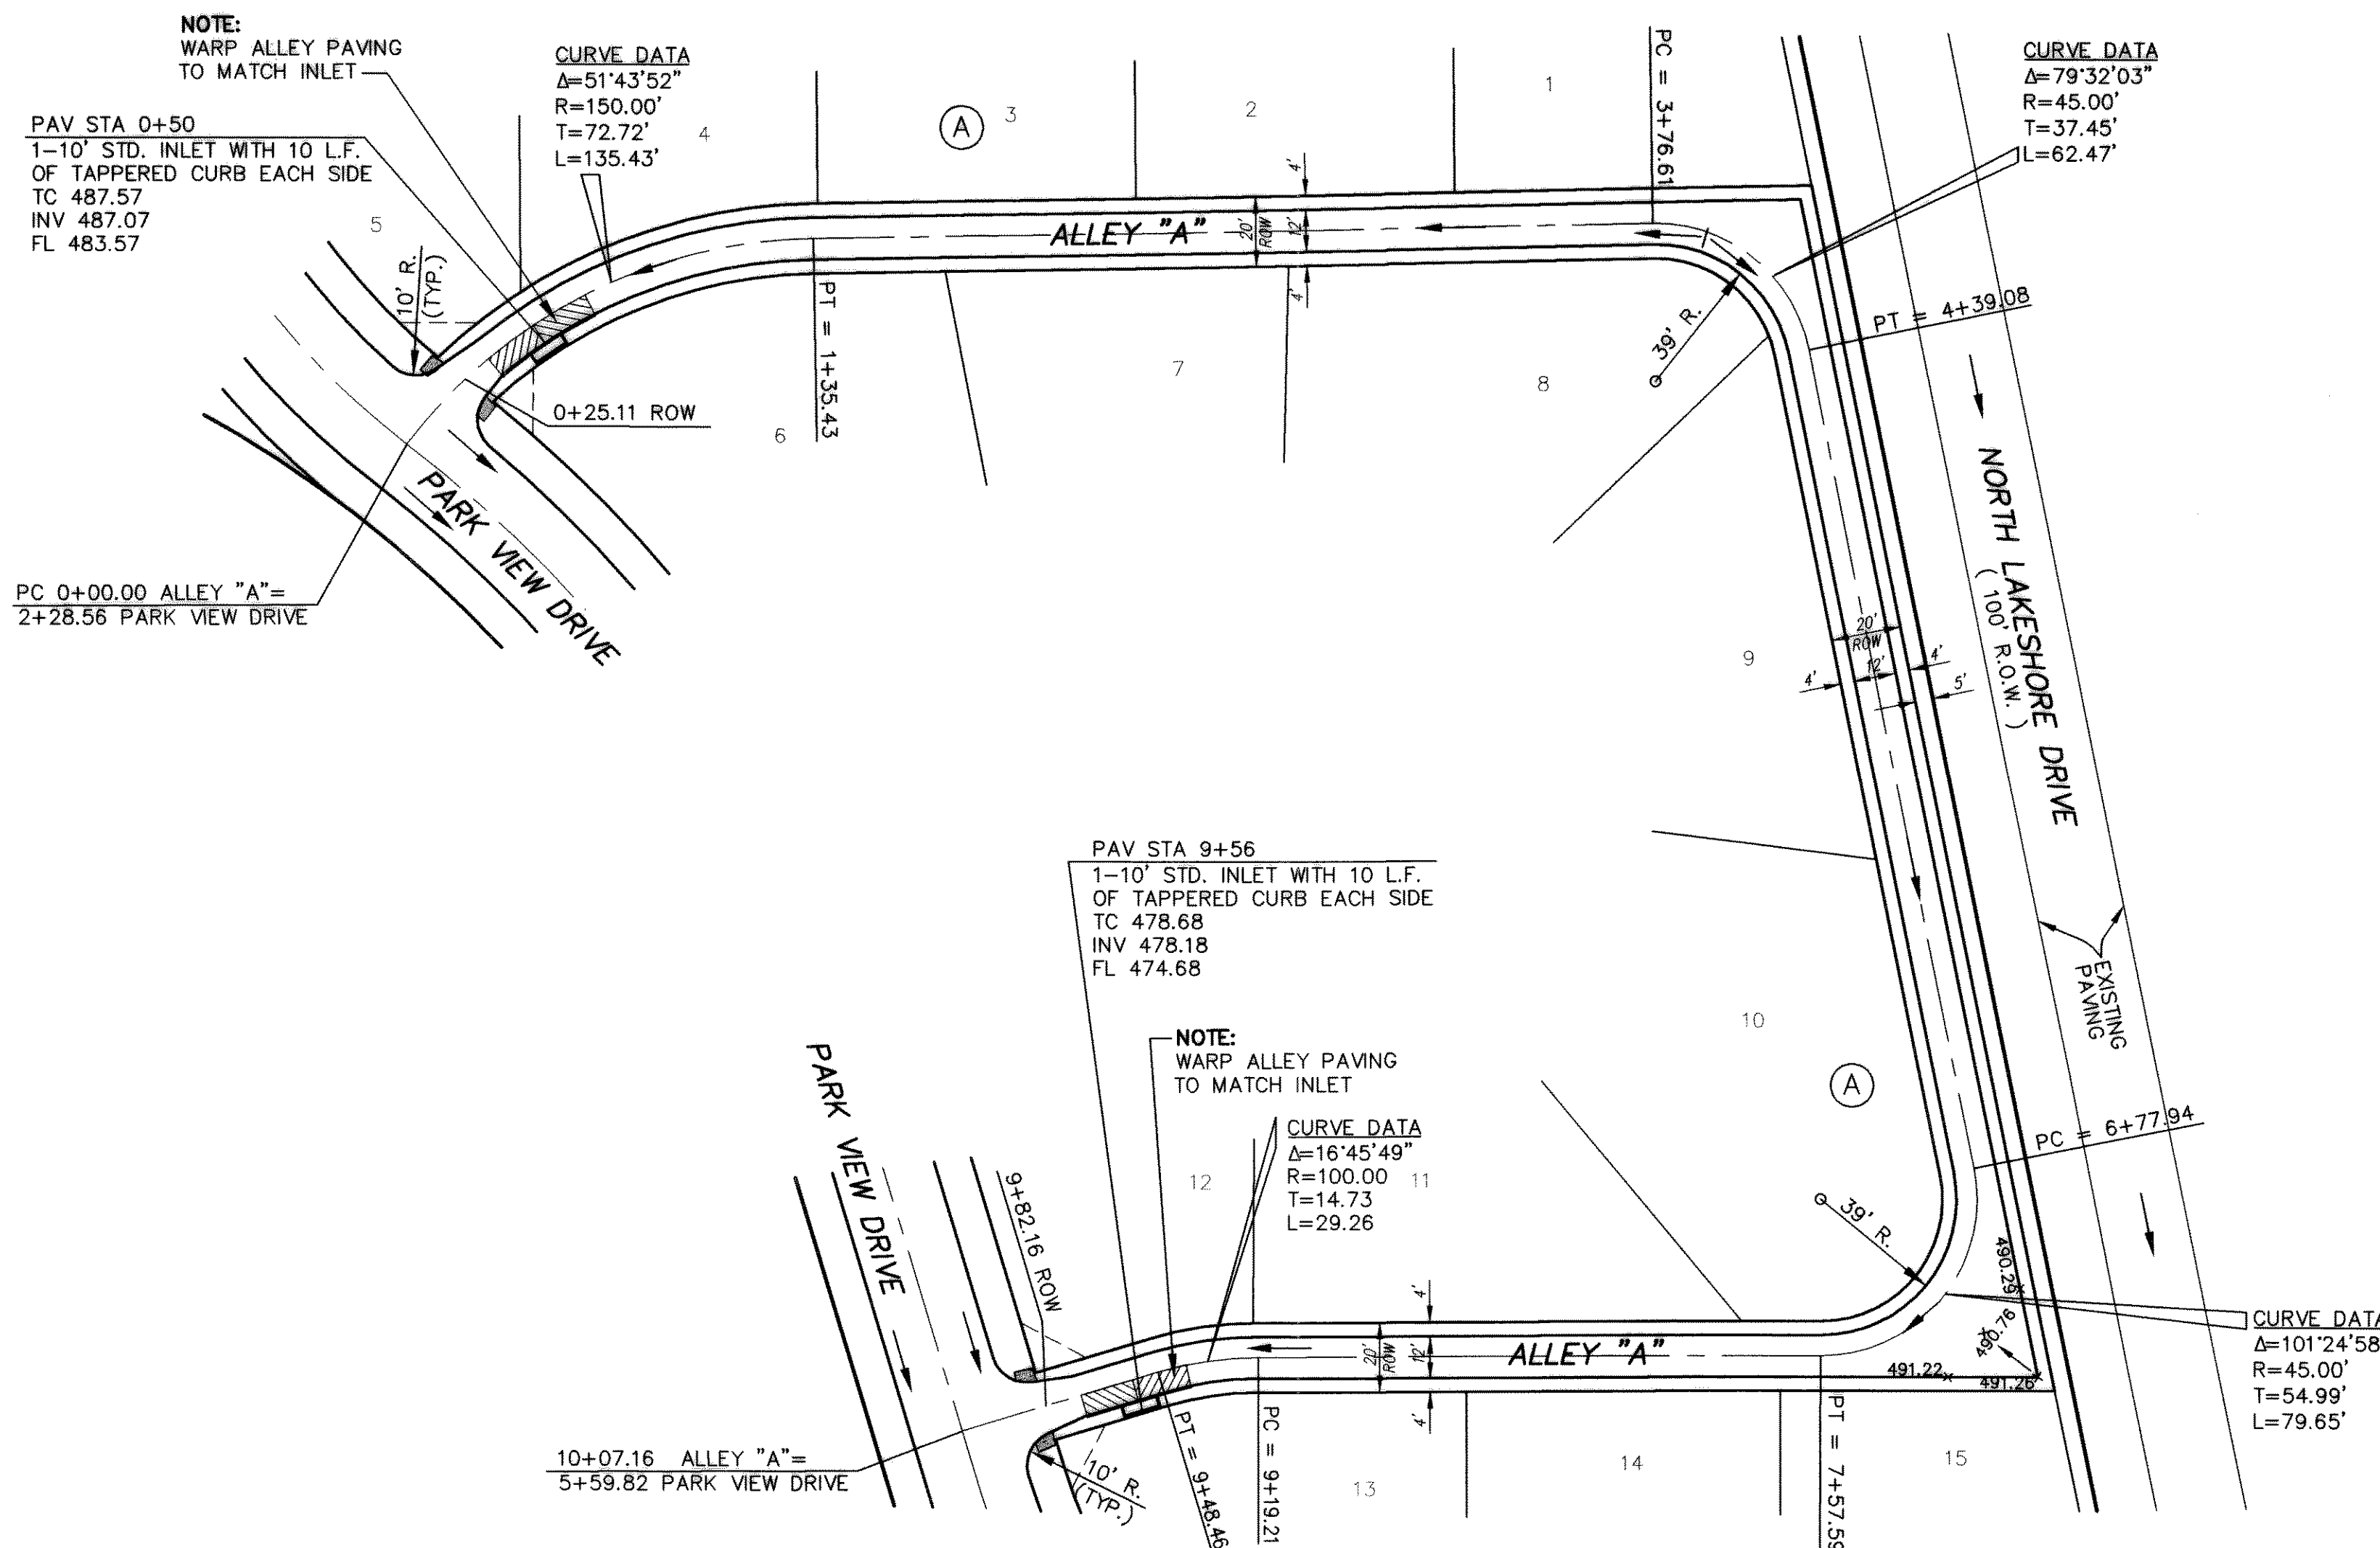 NOTE:
WARP ALLEY PAVING
TO MATCH INLET
CURVE DATA
Δ=51°43'52"
R=150.00'
T=72.72'
L=135.43'
PAV STA 0+50
1-10' STD. INLET WITH 10 L.F.
OF TAPPERED CURB EACH SIDE
TC 487.57
INV 487.07
FL 483.57
5
4
A
3
2
1
PC = 3+76.61
CURVE DATA
Δ=79°32'03"
R=45.00'
T=37.45'
L=62.47'
4'
ALLEY "A"
20'
ROW
12'
4'
10' R.
(TYP.)
PT = 1+35.43
0+25.11 ROW
6
7
8
39' R.
PT = 4+39.08
PARK VIEW DRIVE
PC 0+00.00 ALLEY "A"=
2+28.56 PARK VIEW DRIVE
NORTH LAKESHORE DRIVE
( 100' R.O.W. )
9
20'
ROW
12'
4'
4'
5'
EXISTING
PAVING
PAV STA 9+56
1-10' STD. INLET WITH 10 L.F.
OF TAPPERED CURB EACH SIDE
TC 478.68
INV 478.18
FL 474.68
NOTE:
WARP ALLEY PAVING
TO MATCH INLET
10
A
CURVE DATA
Δ=16°45'49"
R=100.00
T=14.73
L=29.26
12
11
PC = 6+77.94
PARK VIEW DRIVE
9+82.16 ROW
39' R.
490.29
490.76
491.22
491.26
CURVE DATA
Δ=101°24'58
R=45.00'
T=54.99'
L=79.65'
4'
20'
ROW
12'
4'
ALLEY "A"
10+07.16 ALLEY "A"=
5+59.82 PARK VIEW DRIVE
10' R.
(TYP.)
PT = 9+48.46
PC = 9+19.21
13
14
PT = 7+57.59
15